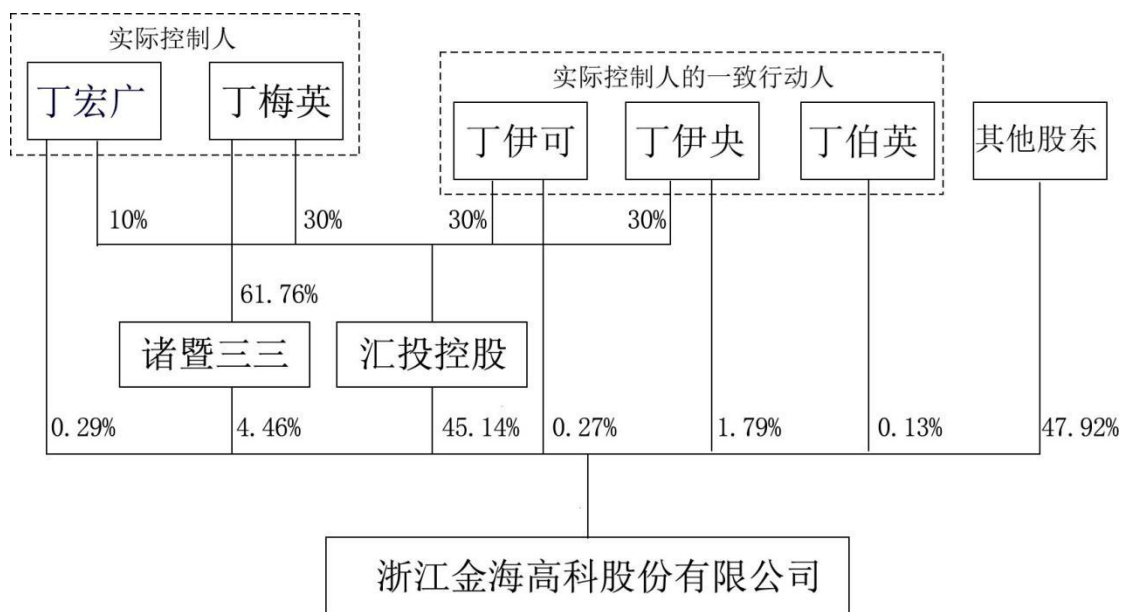 实际控制人
丁宏广
丁梅英
实际控制人的一致行动人
丁伊可
丁伊央
丁伯英
其他股东
10%
30%
30%
30%
61.76%
诸暨三三
汇投控股
0.29%
4.46%
45.14%
0.27%
1.79%
0.13%
47.92%
浙江金海高科股份有限公司